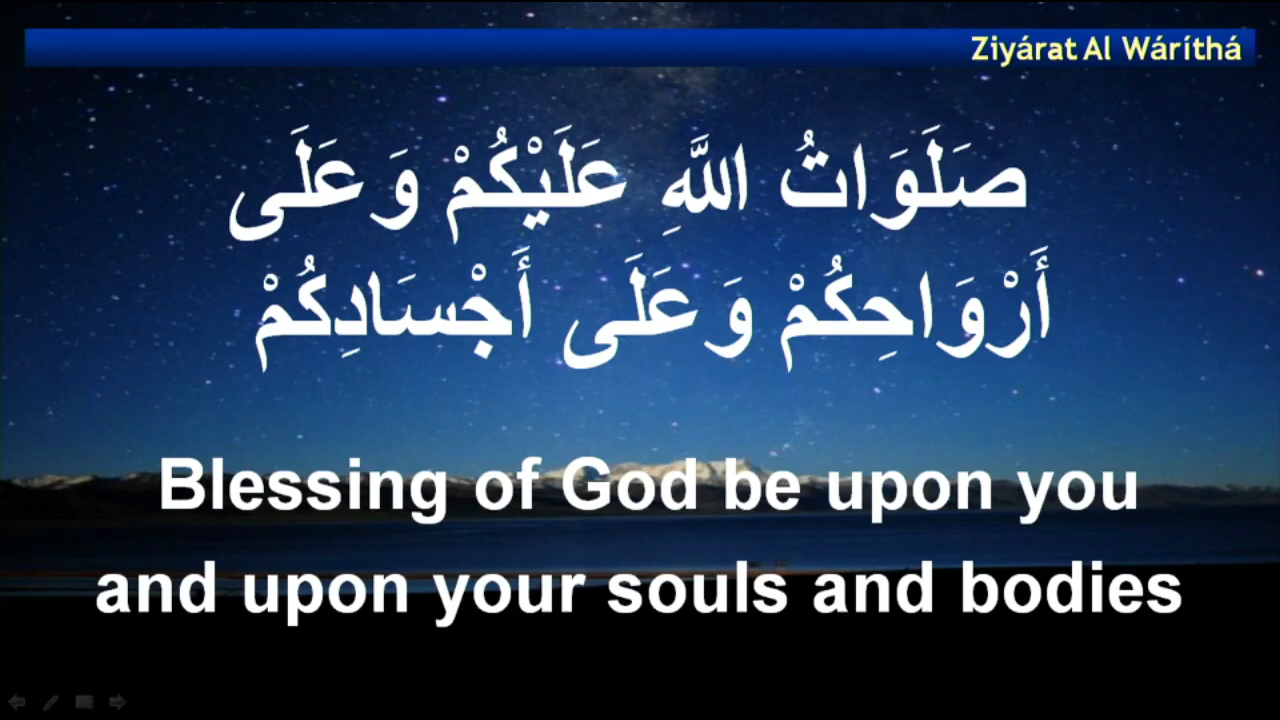 Ziyárat Al Wáríthá
صَلَوَاتُ اللَّهِ عَلَيْكُمْ وَعَلَى
أَرْوَاحِكُمْ وَعَلَى أَجْسَادِكُمْ
Blessing of God be upon you
and upon your souls and bodies